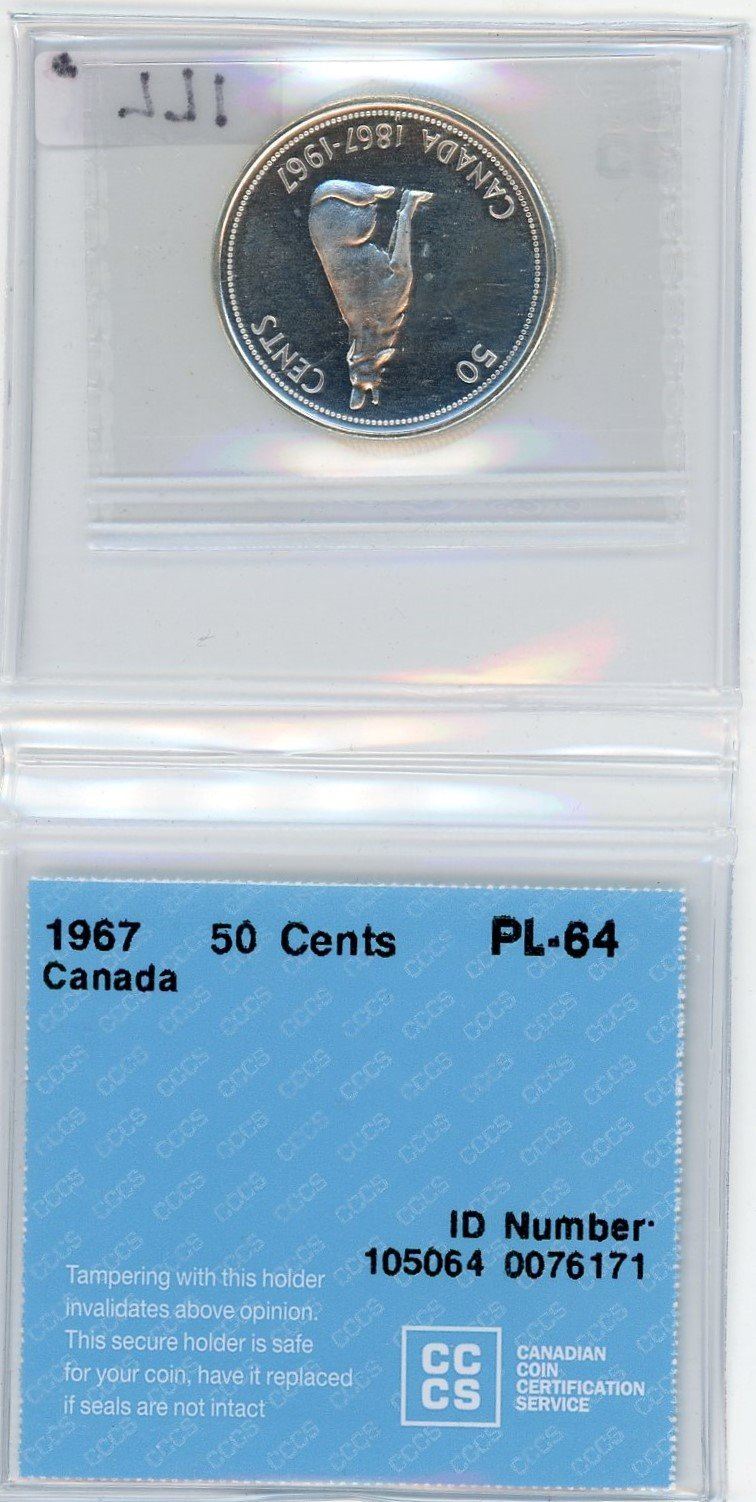 CANADA 1867-1967
50
CENTS
1967 50 Cents PL-64
Canada
ID Number
105064 0076171
Tampering with this holder
invalidates above opinion.
This secure holder is safe
for your coin, have it replaced
if seals are not intact
CC
CS
CANADIAN
COIN
CERTIFICATION
SERVICE